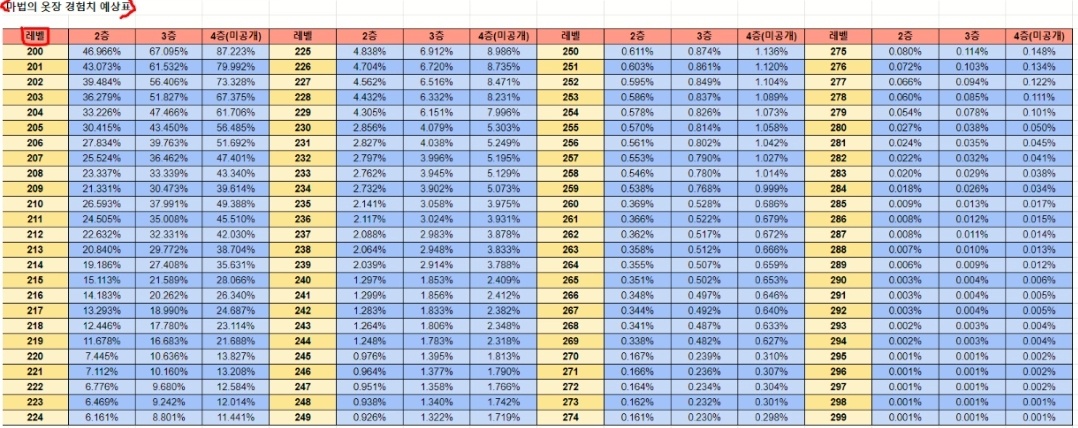 마법의 옷장 경험치 예상표
레벨 2증 3증 4증(미공개) 레벨 2증 3증 4증(미공개) 레벨 2증 3증 4증(미공개) 레벨 2증 3증 4증(미공개)
200 46.966% 67.095% 87.223% 225 4.838% 6.912% 8.986% 250 0.611% 0.874% 1.136% 275 0.080% 0.114% 0.148%
201 43.073% 61.532% 79.992% 226 4.704% 6.720% 8.735% 251 0.603% 0.861% 1.120% 276 0.072% 0.103% 0.134%
202 39.484% 56.406% 73.328% 227 4.562% 6.516% 8.471% 252 0.595% 0.849% 1.104% 277 0.066% 0.094% 0.122%
203 36.279% 51.827% 67.375% 228 4.432% 6.332% 8.231% 253 0.586% 0.837% 1.089% 278 0.060% 0.085% 0.111%
204 33.226% 47.466% 61.706% 229 4.305% 6.151% 7.996% 254 0.578% 0.826% 1.073% 279 0.054% 0.078% 0.101%
205 30.415% 43.450% 56.485% 230 2.856% 4.079% 5.303% 255 0.570% 0.814% 1.058% 280 0.027% 0.038% 0.050%
206 27.834% 39.763% 51.692% 231 2.827% 4.038% 5.249% 256 0.561% 0.802% 1.042% 281 0.024% 0.035% 0.045%
207 25.524% 36.462% 47.401% 232 2.797% 3.996% 5.195% 257 0.553% 0.790% 1.027% 282 0.022% 0.032% 0.041%
208 23.337% 33.339% 43.340% 233 2.762% 3.945% 5.129% 258 0.546% 0.780% 1.014% 283 0.020% 0.029% 0.038%
209 21.331% 30.473% 39.614% 234 2.732% 3.902% 5.073% 259 0.538% 0.768% 0.999% 284 0.018% 0.026% 0.034%
210 26.593% 37.991% 49.388% 235 2.141% 3.058% 3.975% 260 0.369% 0.528% 0.686% 285 0.009% 0.013% 0.017%
211 24.505% 35.008% 45.510% 236 2.117% 3.024% 3.931% 261 0.366% 0.522% 0.679% 286 0.008% 0.012% 0.015%
212 22.632% 32.331% 42.030% 237 2.088% 2.983% 3.878% 262 0.362% 0.517% 0.672% 287 0.008% 0.011% 0.014%
213 20.840% 29.772% 38.704% 238 2.064% 2.948% 3.833% 263 0.358% 0.512% 0.666% 288 0.007% 0.010% 0.013%
214 19.186% 27.408% 35.631% 239 2.039% 2.914% 3.788% 264 0.355% 0.507% 0.659% 289 0.006% 0.009% 0.012%
215 15.113% 21.589% 28.066% 240 1.297% 1.853% 2.409% 265 0.351% 0.502% 0.653% 290 0.003% 0.004% 0.006%
216 14.183% 20.262% 26.340% 241 1.299% 1.856% 2.412% 266 0.348% 0.497% 0.646% 291 0.003% 0.004% 0.005%
217 13.293% 18.990% 24.687% 242 1.283% 1.833% 2.382% 267 0.344% 0.492% 0.640% 292 0.003% 0.004% 0.005%
218 12.446% 17.780% 23.114% 243 1.264% 1.806% 2.348% 268 0.341% 0.487% 0.633% 293 0.002% 0.003% 0.004%
219 11.678% 16.683% 21.688% 244 1.248% 1.783% 2.318% 269 0.338% 0.482% 0.627% 294 0.002% 0.003% 0.004%
220 7.445% 10.636% 13.827% 245 0.976% 1.395% 1.813% 270 0.167% 0.239% 0.310% 295 0.001% 0.001% 0.002%
221 7.112% 10.160% 13.208% 246 0.964% 1.377% 1.790% 271 0.166% 0.236% 0.307% 296 0.001% 0.001% 0.002%
222 6.776% 9.680% 12.584% 247 0.951% 1.358% 1.766% 272 0.164% 0.234% 0.304% 297 0.001% 0.001% 0.002%
223 6.469% 9.242% 12.014% 248 0.938% 1.340% 1.742% 273 0.162% 0.232% 0.301% 298 0.001% 0.001% 0.001%
224 6.161% 8.801% 11.441% 249 0.926% 1.322% 1.719% 274 0.161% 0.230% 0.298% 299 0.001% 0.001% 0.001%